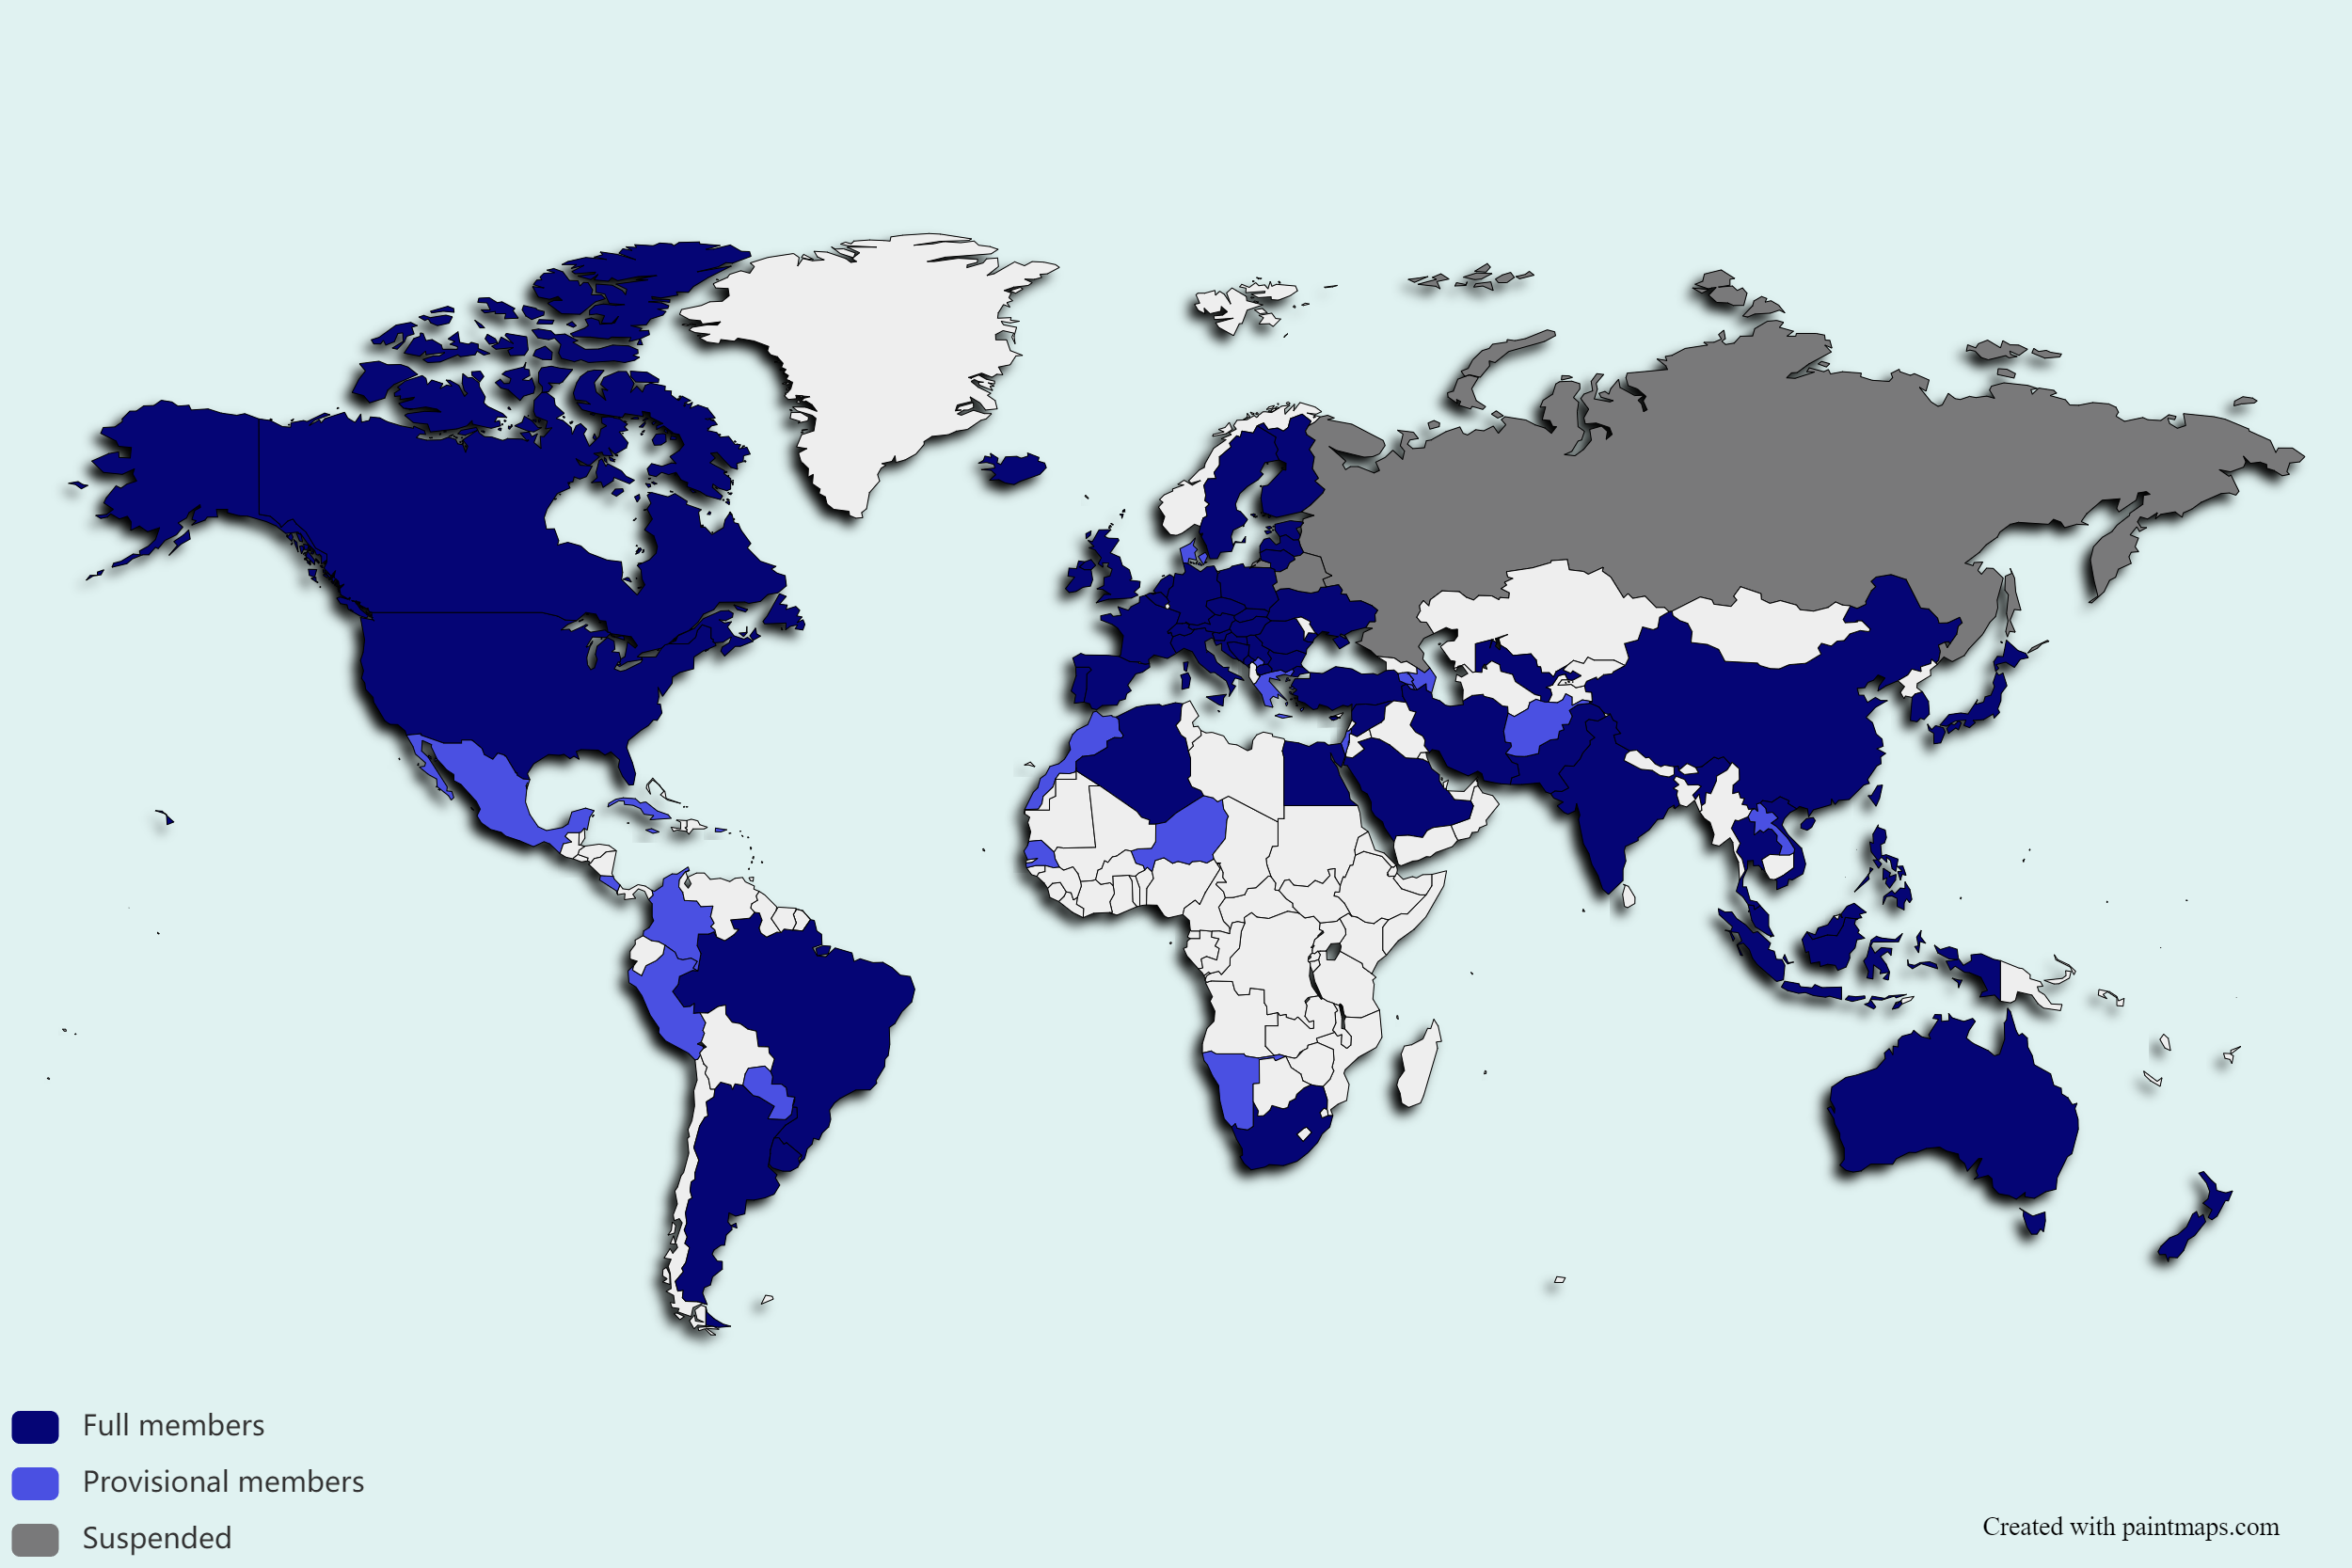 Full members
Provisional members
Suspended
Created with paintmaps.com